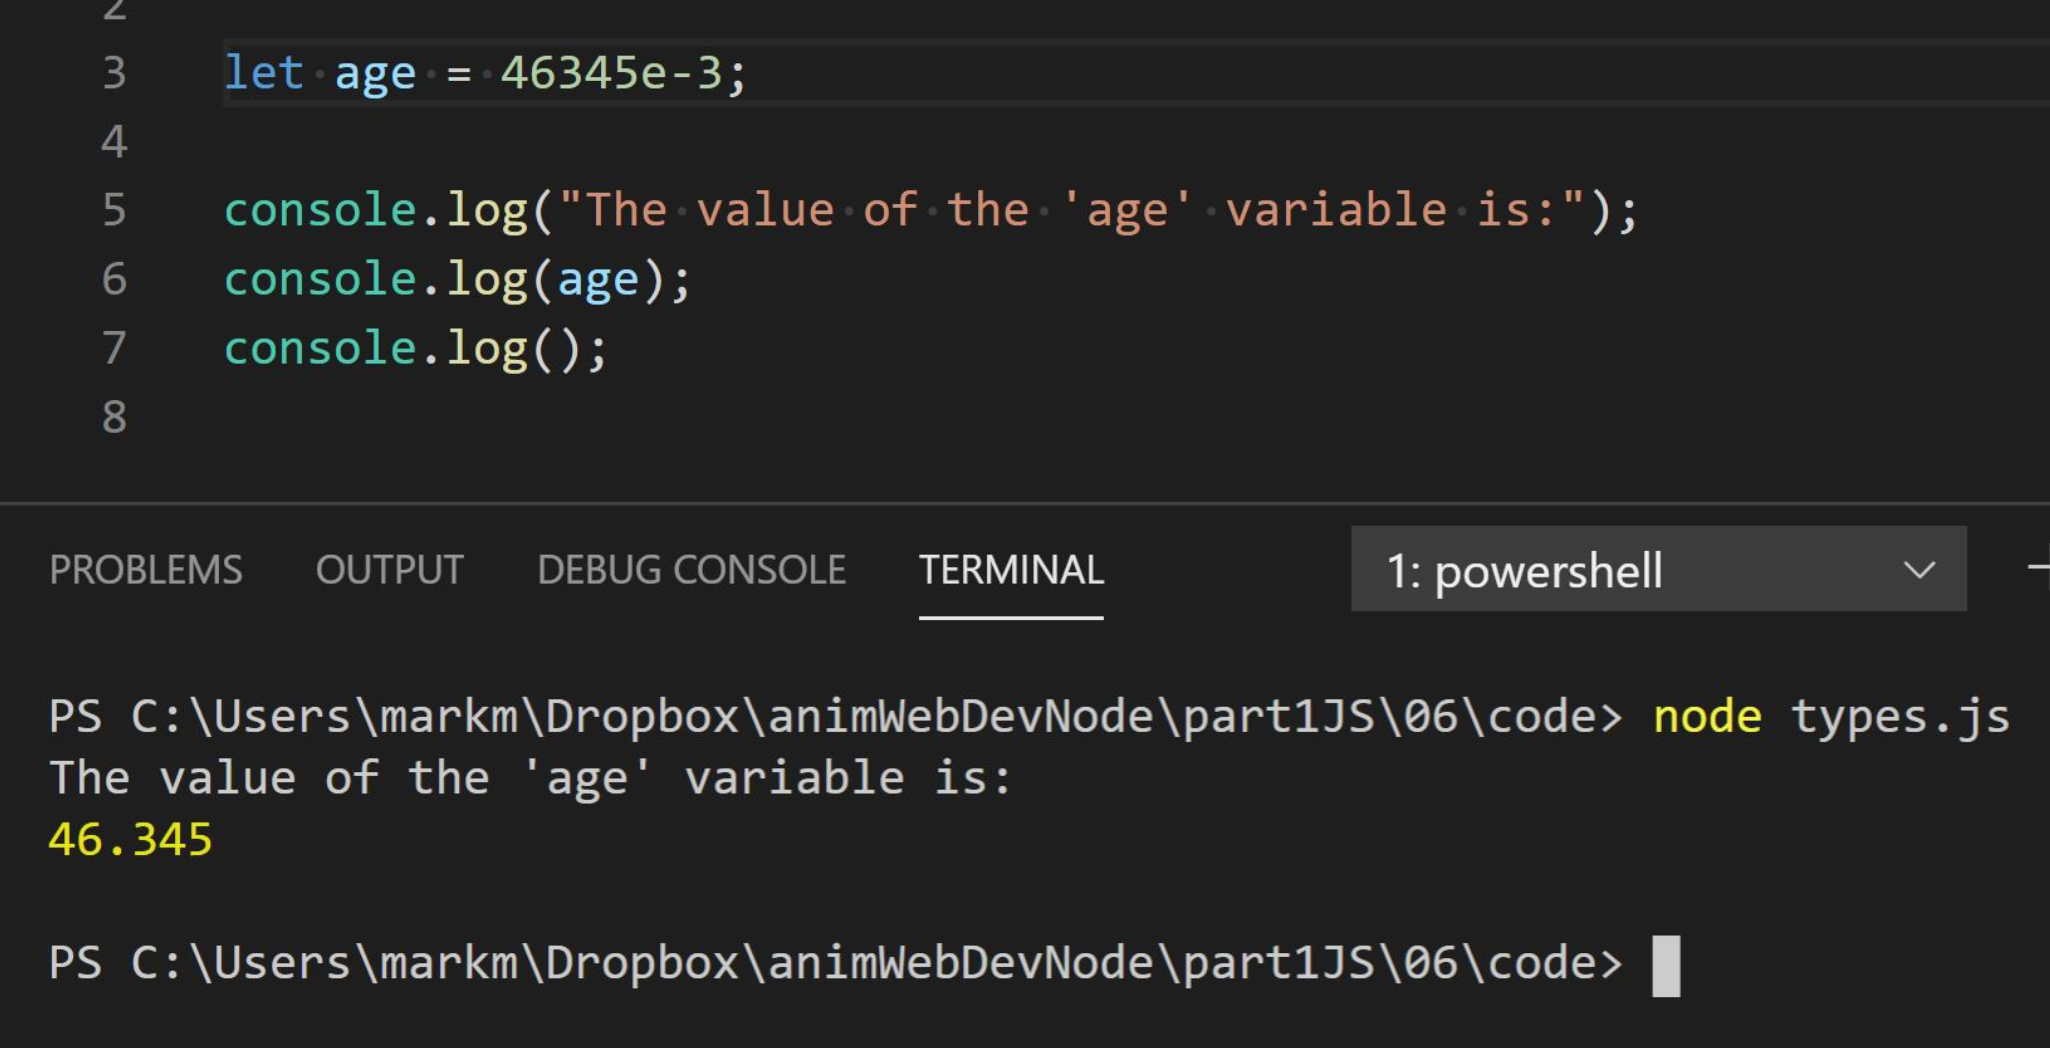 2
3 let age = 46345e-3;
4
5 console.log("The value of the 'age' variable is:");
6 console.log(age);
7 console.log();
8
PROBLEMS OUTPUT DEBUG CONSOLE TERMINAL 1: powershell
PS C:\Users\markm\Dropbox\animWebDevNode\part1JS\06\code> node types.js
The value of the 'age' variable is:
46.345
PS C:\Users\markm\Dropbox\animWebDevNode\part1JS\06\code>